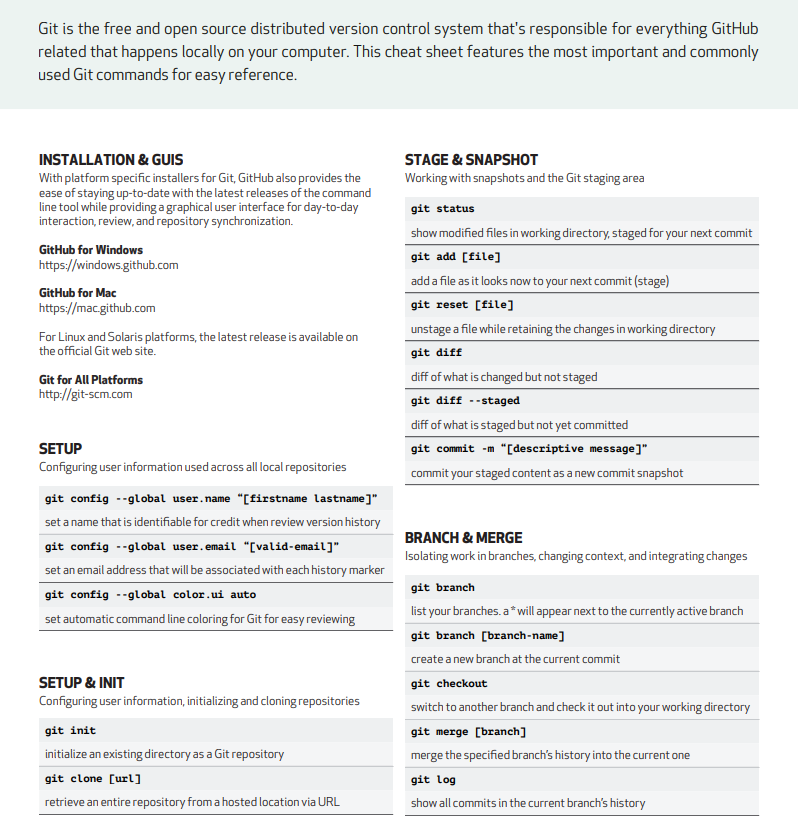 Git is the free and open source distributed version control system that's responsible for everything GitHub
related that happens locally on your computer. This cheat sheet features the most important and commonly
used Git commands for easy reference.
INSTALLATION & GUIS
With platform specific installers for Git, GitHub also provides the
ease of staying up-to-date with the latest releases of the command
line tool while providing a graphical user interface for day-to-day
interaction, review, and repository synchronization.
GitHub for Windows
https://windows.github.com
GitHub for Mac
https://mac.github.com
For Linux and Solaris platforms, the latest release is available on
the official Git web site.
Git for All Platforms
http://git-scm.com
SETUP
Configuring user information used across all local repositories
git config --global user.name “[firstname lastname]”
set a name that is identifiable for credit when review version history
git config --global user.email “[valid-email]”
set an email address that will be associated with each history marker
git config --global color.ui auto
set automatic command line coloring for Git for easy reviewing
SETUP & INIT
Configuring user information, initializing and cloning repositories
git init
initialize an existing directory as a Git repository
git clone [url]
retrieve an entire repository from a hosted location via URL
STAGE & SNAPSHOT
Working with snapshots and the Git staging area
git status
show modified files in working directory, staged for your next commit
git add [file]
add a file as it looks now to your next commit (stage)
git reset [file]
unstage a file while retaining the changes in working directory
git diff
diff of what is changed but not staged
git diff --staged
diff of what is staged but not yet committed
git commit -m “[descriptive message]”
commit your staged content as a new commit snapshot
BRANCH & MERGE
Isolating work in branches, changing context, and integrating changes
git branch
list your branches. a * will appear next to the currently active branch
git branch [branch-name]
create a new branch at the current commit
git checkout
switch to another branch and check it out into your working directory
git merge [branch]
merge the specified branch’s history into the current one
git log
show all commits in the current branch’s history